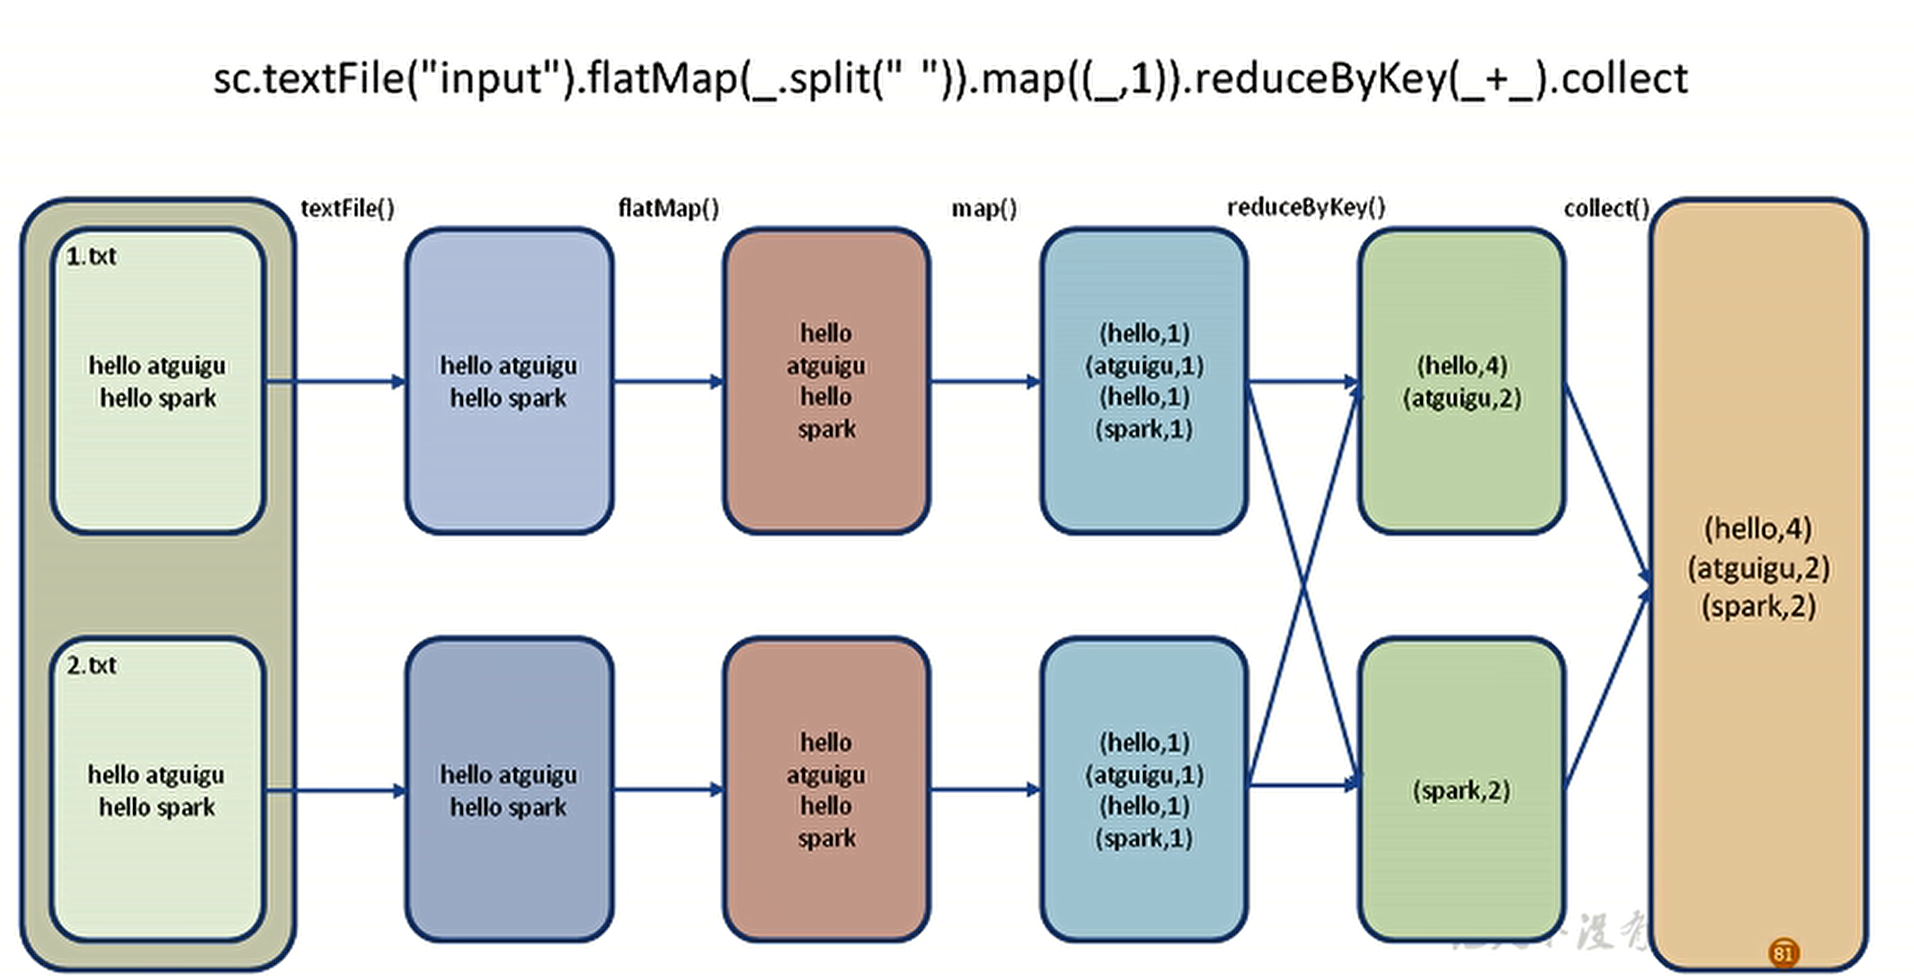 sc.textFile("input").flatMap(_.split(" ")).map((_,1)).reduceByKey(_+_).collect
textFile()
flatMap()
map()
reduceByKey()
collect()
1.txt
hello atguigu
hello spark
hello atguigu
hello spark
hello
atguigu
hello
spark
(hello,1)
(atguigu,1)
(hello,1)
(spark,1)
(hello,4)
(atguigu,2)
(hello,4)
(atguigu,2)
(spark,2)
2.txt
hello atguigu
hello spark
hello atguigu
hello spark
hello
atguigu
hello
spark
(hello,1)
(atguigu,1)
(hello,1)
(spark,1)
(spark,2)
没有
81